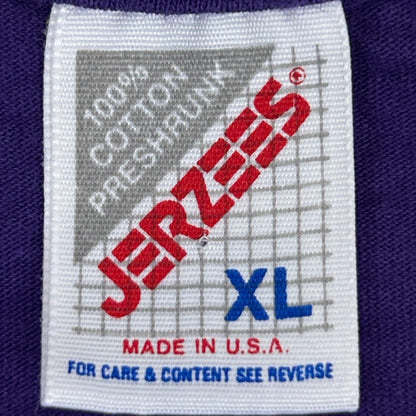 100%
COTTON
PRESHRUNK
JERZEES®
XL
MADE IN U.S.A.
FOR CARE & CONTENT SEE REVERSE